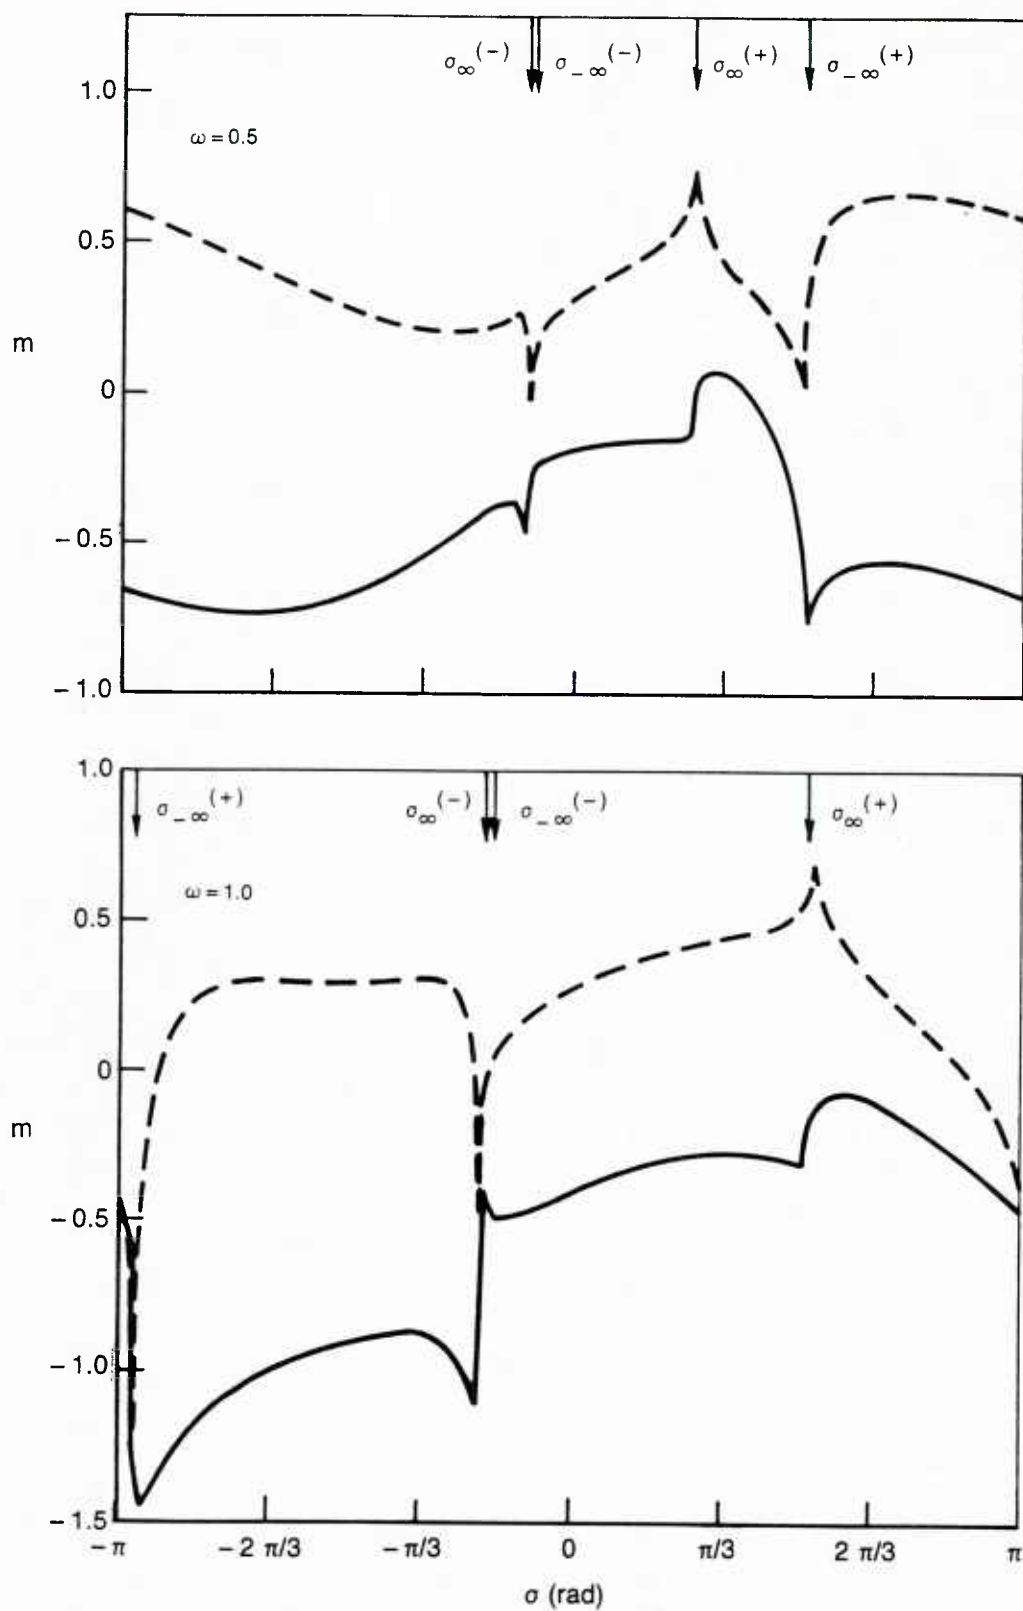 σ∞(−) σ−∞(−) σ∞(+) σ−∞(+)
1.0
ω = 0.5
0.5
m
0
− 0.5
− 1.0
1.0
σ−∞(+) σ∞(−) σ−∞(−) σ∞(+)
ω = 1.0
0.5
0
m
− 0.5
− 1.0
− 1.5
− π − 2 π/3 − π/3 0 π/3 2 π/3 π
σ (rad)